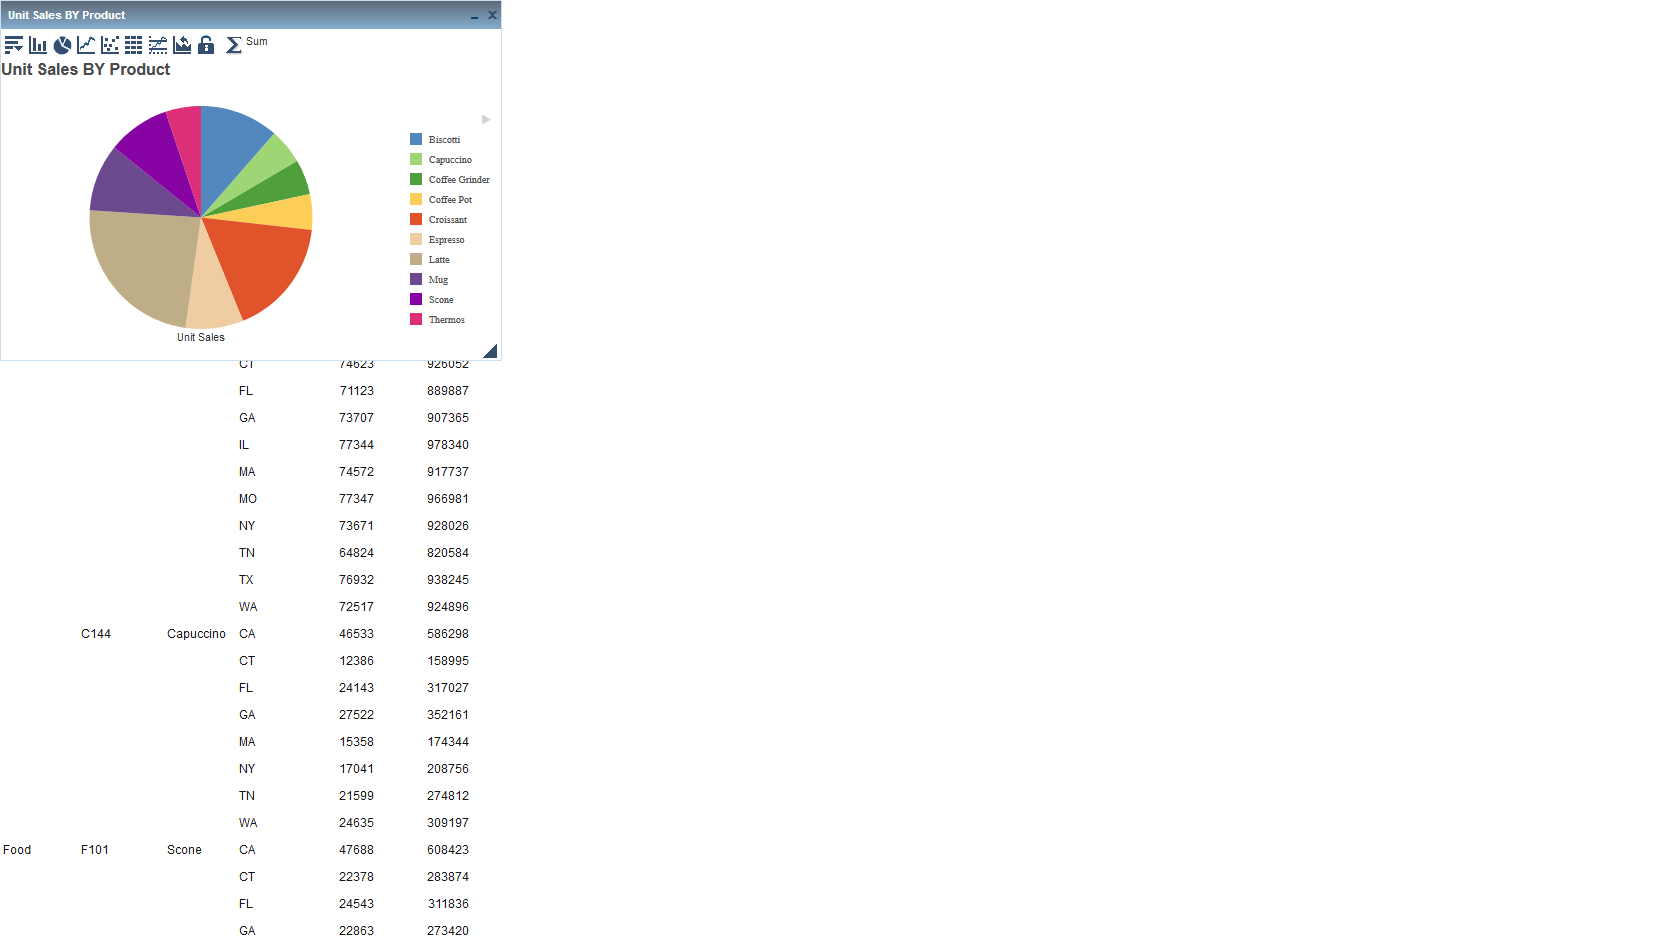 Unit Sales BY Product
Sum
Unit Sales BY Product
Biscotti
Capuccino
Coffee Grinder
Coffee Pot
Croissant
Espresso
Latte
Mug
Scone
Thermos
Unit Sales
CT 74623 926052
FL 71123 889887
GA 73707 907365
IL 77344 978340
MA 74572 917737
MO 77347 966981
NY 73671 928026
TN 64824 820584
TX 76932 938245
WA 72517 924896
C144 Capuccino CA 46533 586298
CT 12386 158995
FL 24143 317027
GA 27522 352161
MA 15358 174344
NY 17041 208756
TN 21599 274812
WA 24635 309197
Food F101 Scone CA 47688 608423
CT 22378 283874
FL 24543 311836
GA 22863 273420